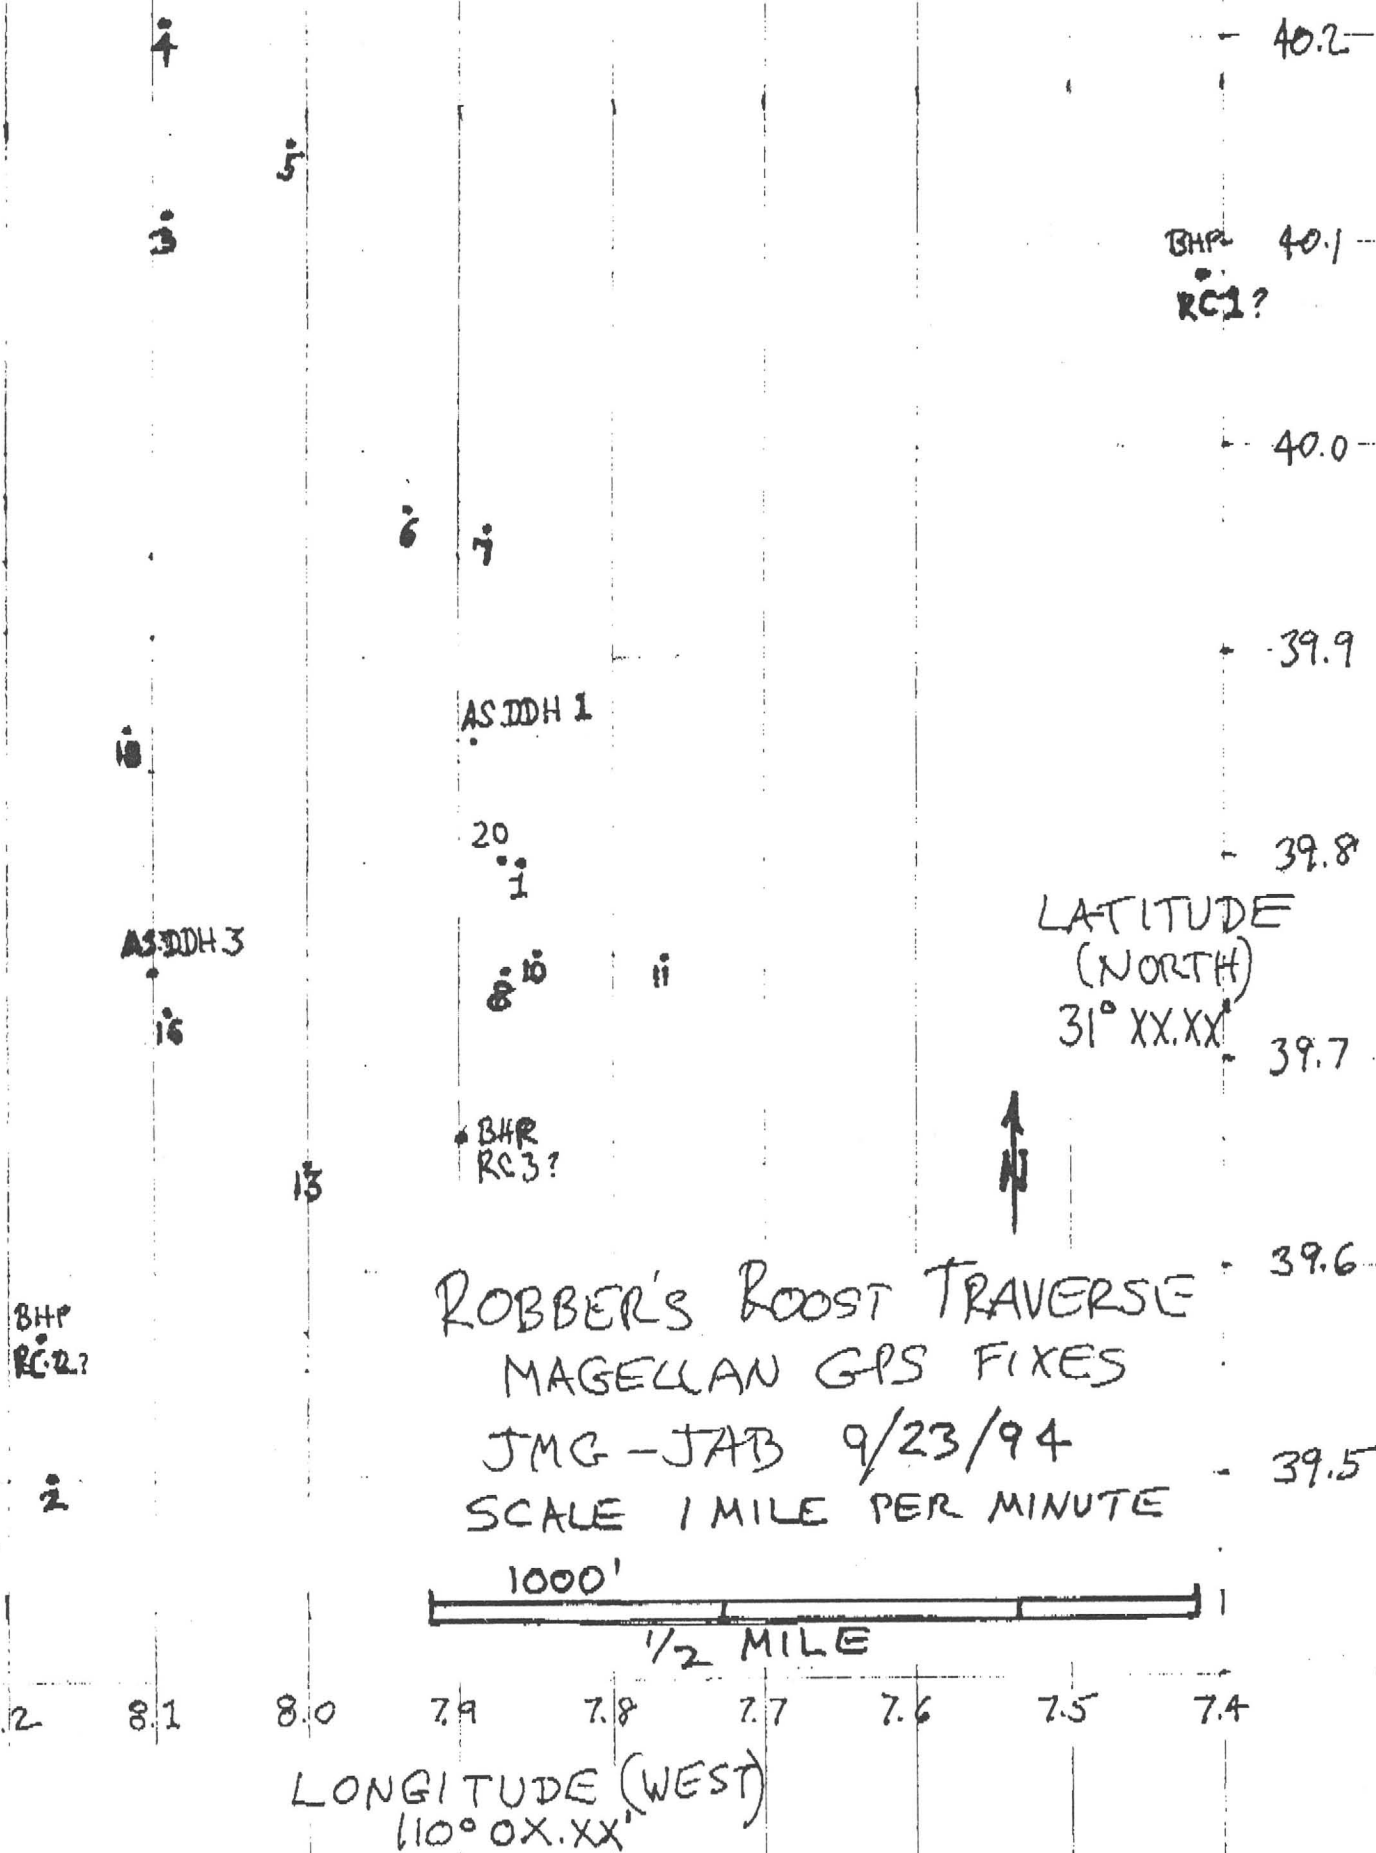 4
40.2
5
3
BHP
40.1
RC1?
40.0
6
7
39.9
AS DDH 1
18
20
39.8
1
LATITUDE
(NORTH)
31° XX.XX'
AS DDH 3
10
11
8
16
39.7
BHP
RC3?
13
N
39.6
ROBBER'S ROOST TRAVERSE
MAGELLAN GPS FIXES
JMG-JAB 9/23/94
SCALE 1 MILE PER MINUTE
BHP
RC2?
39.5
2
1000'
1/2 MILE
.2 8.1 8.0 7.9 7.8 7.7 7.6 7.5 7.4
LONGITUDE (WEST)
110° 0X.XX'